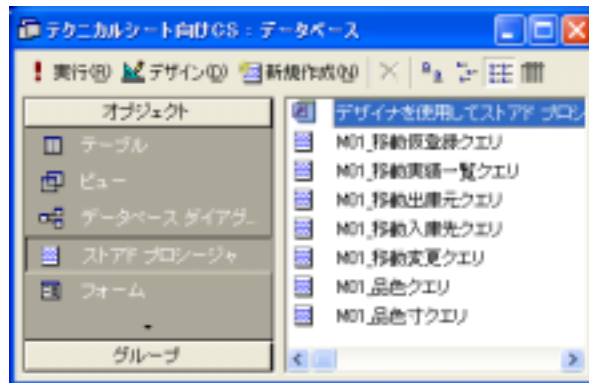 テクニカルシート向けCS : データベース
実行(R) デザイン(D) 新規作成(N)
オブジェクト
テーブル
ビュー
データベース ダイアグ...
ストアド プロシージャ
フォーム
グループ
デザイナを使用してストアド プロシ
M01_移動仮登録クエリ
M01_移動実績一覧クエリ
M01_移動出庫元クエリ
M01_移動入庫先クエリ
M01_移動変更クエリ
M01_品色クエリ
M01_品色寸クエリ